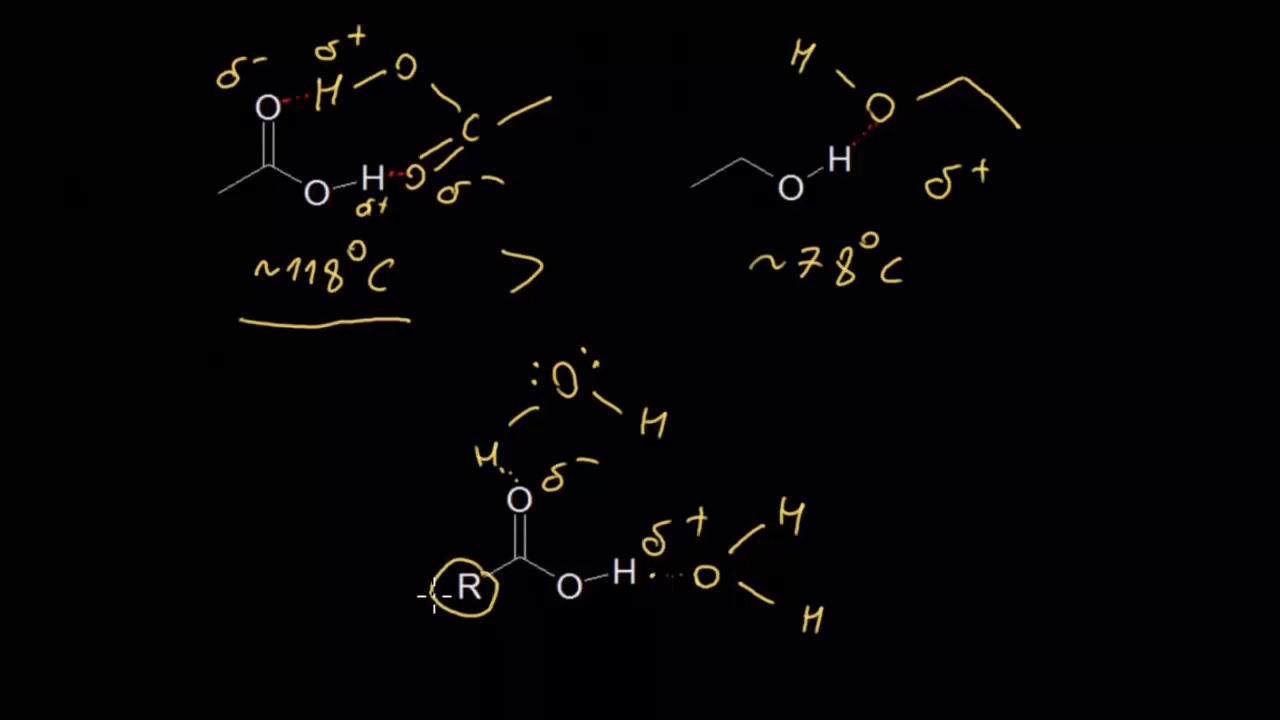 δ⁻ δ⁺ H O
O H O H O
C
O H O O H
δ⁺ δ⁻ δ⁺
~118°C > ~78°C
:O:
H H
O δ⁻
R O H δ⁺ O H
H